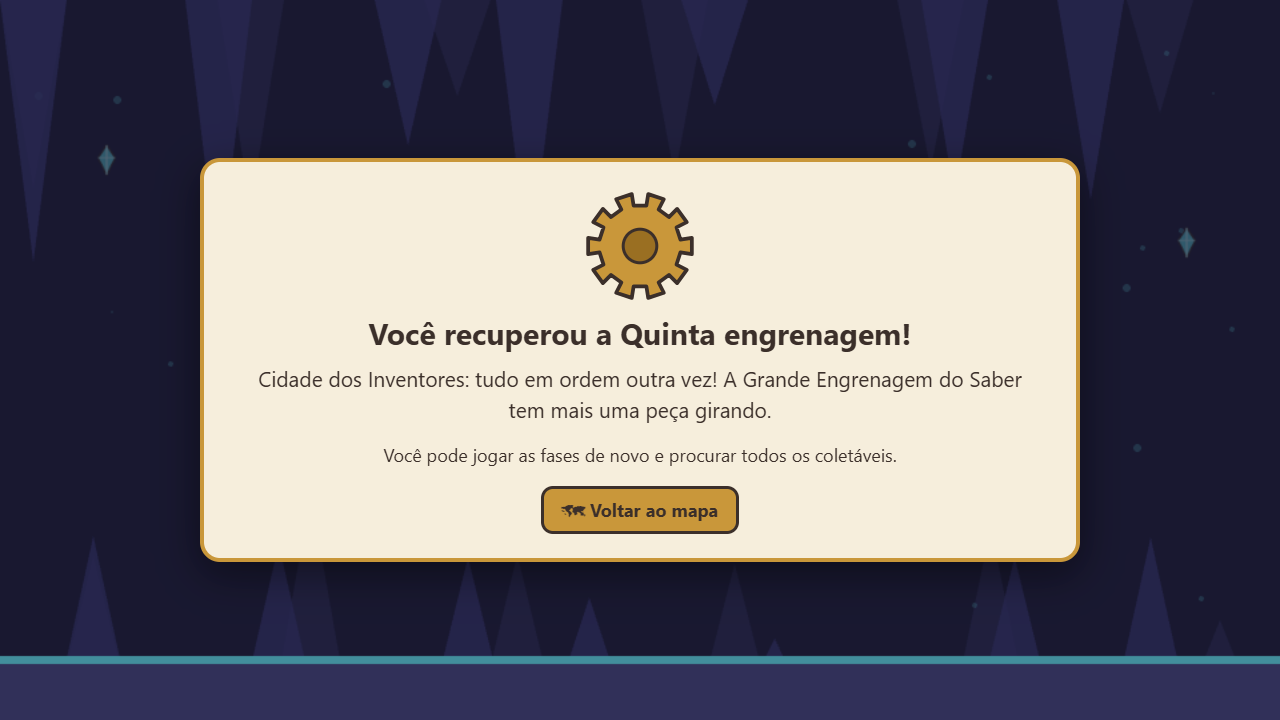 Você recuperou a Quinta engrenagem!
Cidade dos Inventores: tudo em ordem outra vez! A Grande Engrenagem do Saber
tem mais uma peça girando.
Você pode jogar as fases de novo e procurar todos os coletáveis.
Voltar ao mapa